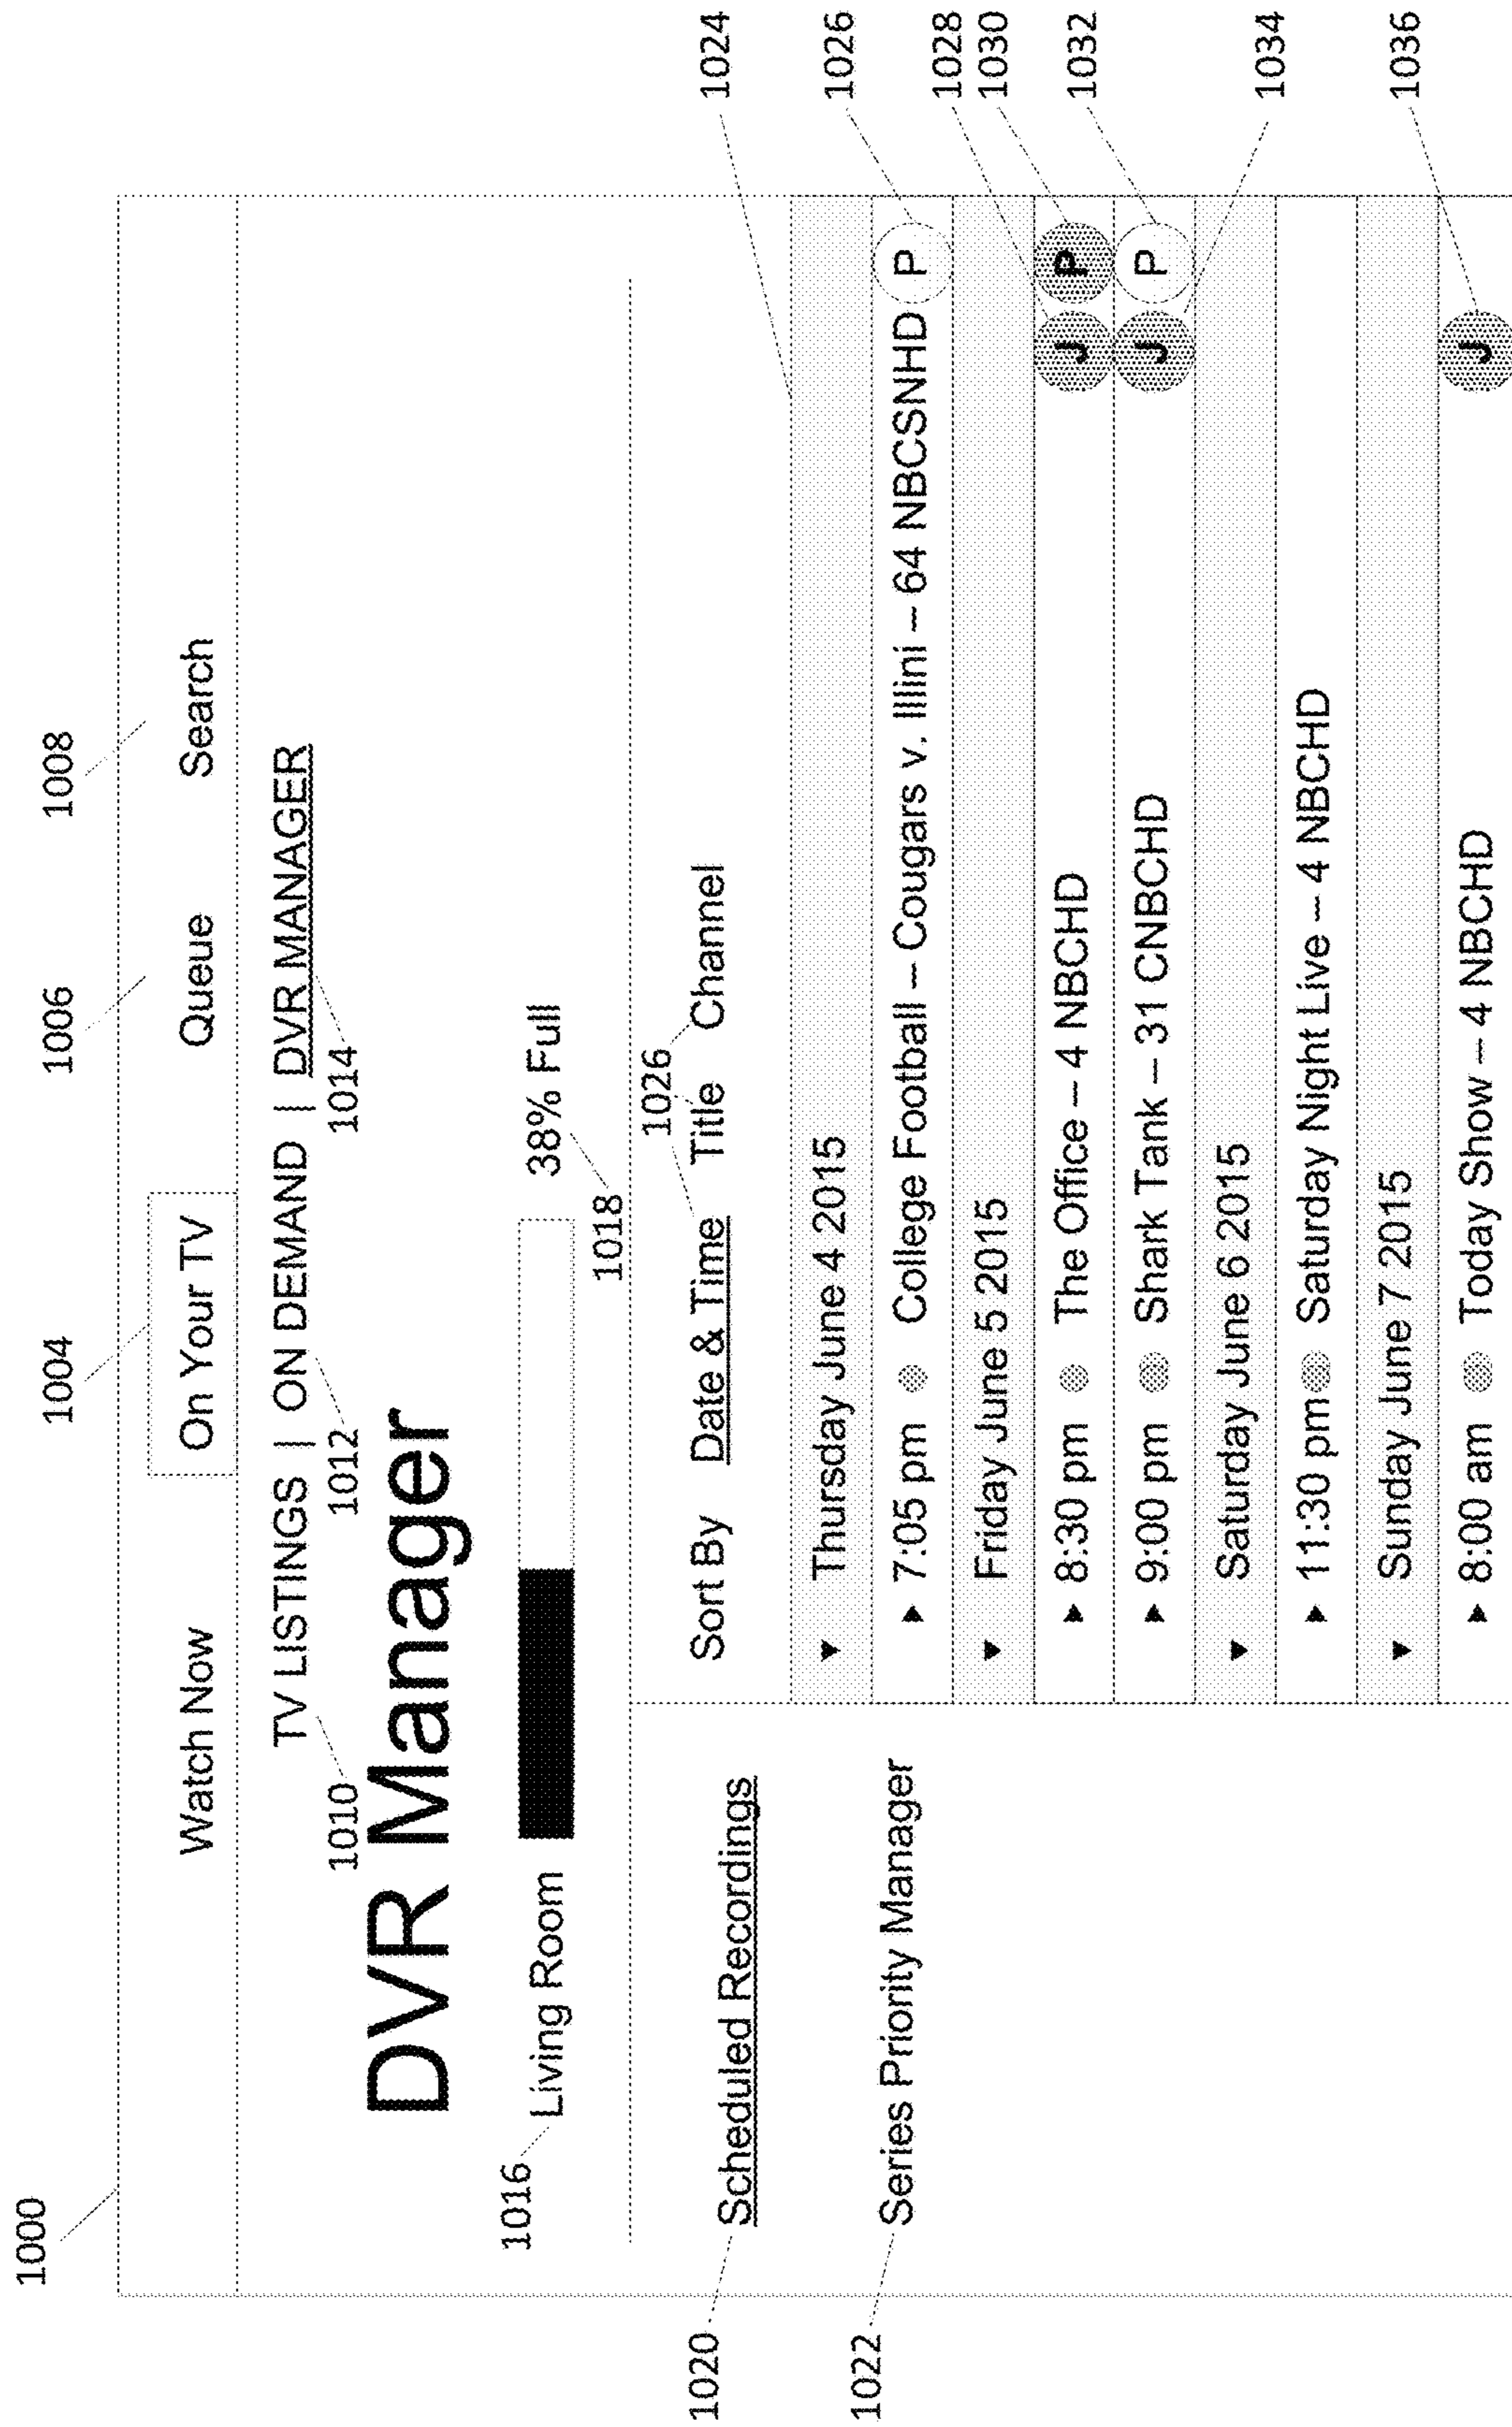 1000
1004
1006
1008
Watch Now
On Your TV
Queue
Search
TV LISTINGS | ON DEMAND | DVR MANAGER
1010
1012
1014
DVR Manager
1016
Living Room
38% Full
1018
1020
Scheduled Recordings
1022
Series Priority Manager
1026
Sort By Date & Time Title Channel
1024
Thursday June 4 2015
1026
▶ 7:05 pm College Football – Cougars v. Illini – 64 NBCSNHD P
Friday June 5 2015
1028
1030
▶ 8:30 pm The Office – 4 NBCHD J P
1032
▶ 9:00 pm Shark Tank – 31 CNBCHD J P
1034
Saturday June 6 2015
▶ 11:30 pm Saturday Night Live – 4 NBCHD
Sunday June 7 2015
1036
▶ 8:00 am Today Show – 4 NBCHD J